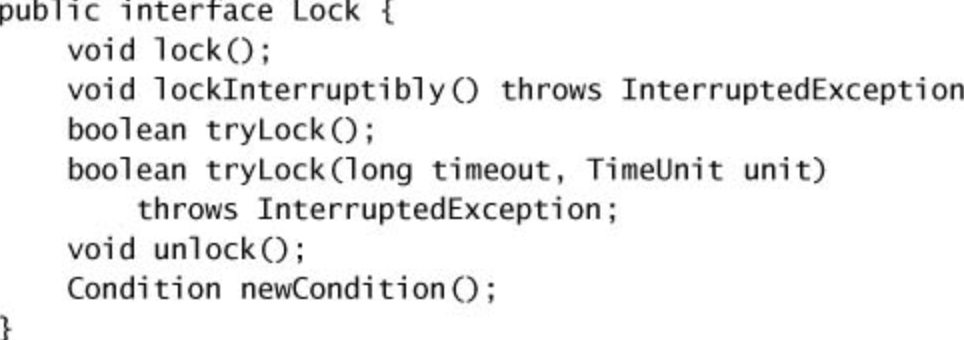 public interface Lock {
    void lock();
    void lockInterruptibly() throws InterruptedException
    boolean tryLock();
    boolean tryLock(long timeout, TimeUnit unit)
        throws InterruptedException;
    void unlock();
    Condition newCondition();
}